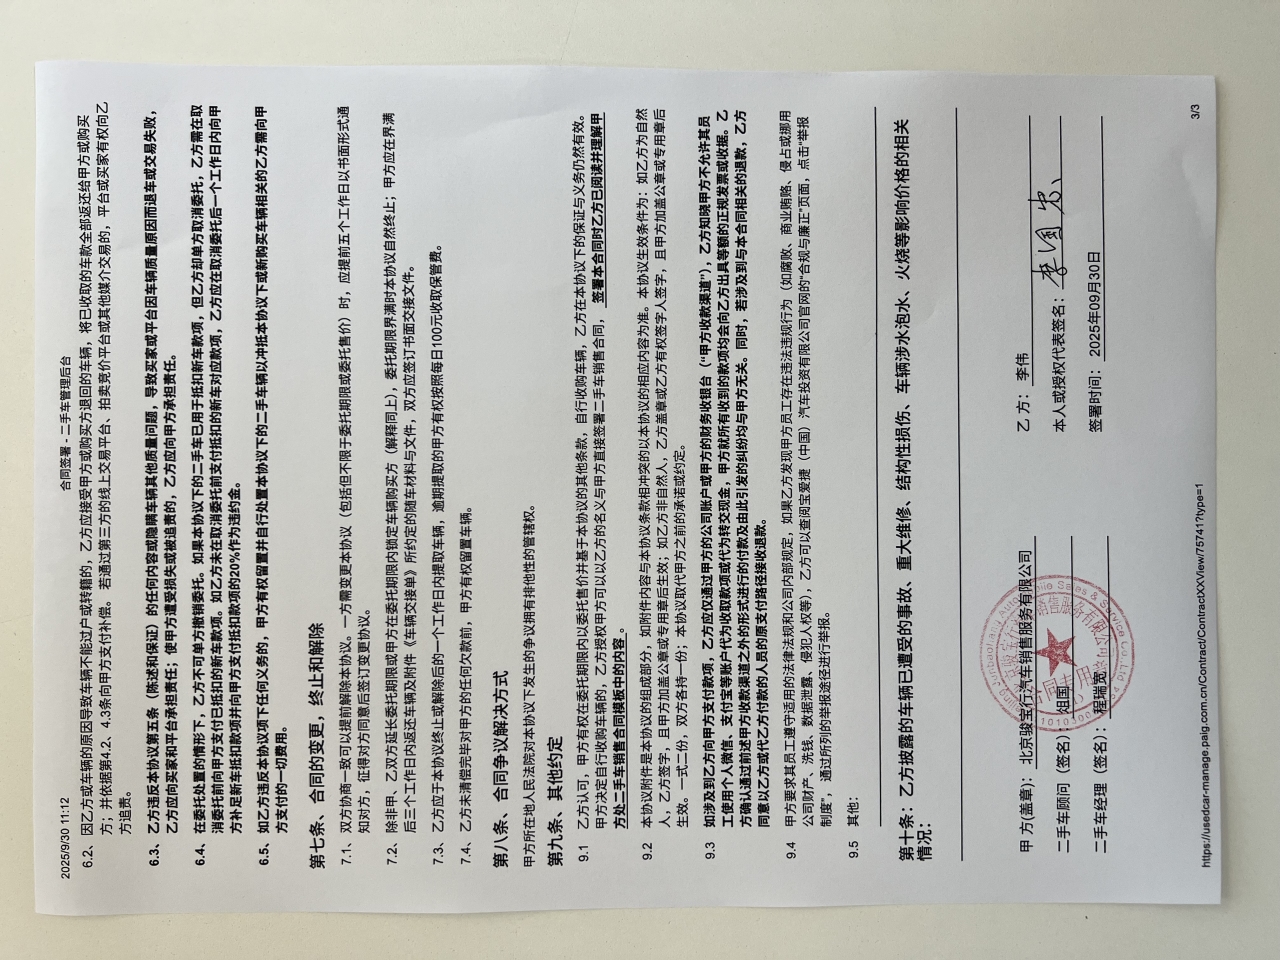 2025/9/30 11:12
合同签署 - 二手车管理后台
6.2、 因乙方或车辆的原因导致车辆不能过户或转籍的，乙方应接受甲方或购买方退回的车辆，将已收取的车款全部返还给甲方或购买
方；并依据第4.2、4.3条向甲方支付补偿。若通过第三方的线上交易平台、拍卖竞价平台或其他媒介交易的，平台或买家有权向乙
方追责。
6.3、 乙方违反本协议第五条（陈述和保证）的任何内容或隐瞒车辆其他质量问题，导致买家或平台因车辆质量原因而退车或交易失败，
乙方应向买家和平台承担责任；使甲方遭受损失或被追责的，乙方应向甲方承担责任。
6.4、 在委托处置的情形下，乙方不可单方撤销委托。如果本协议下的二手车已用于抵扣新车款项，但乙方却单方取消委托，乙方需在取
消委托前向甲方支付已抵扣的新车款项。如乙方未在取消委托前支付抵扣的新车对应款项，乙方应在取消委托后一个工作日内向甲
方补足新车抵扣款项并向甲方支付抵扣款项的20%作为违约金。
6.5、 如乙方违反本协议项下任何义务的，甲方有权留置并自行处置本协议下的二手车辆以冲抵本协议下或新购买车辆相关的乙方需向甲
方支付的一切费用。
第七条、合同的变更，终止和解除
7.1、 双方协商一致可以提前解除本协议。一方需变更本协议（包括但不限于委托期限或委托售价）时，应提前五个工作日以书面形式通
知对方，征得对方同意后签订变更协议。
7.2、 除非甲、乙双方延长委托期限或甲方在委托期限内锁定车辆购买方（解释同上），委托期限届满时本协议自然终止；甲方应在界满
后三个工作日内返还车辆及附件《车辆交接单》所约定的随车材料与文件，双方应签订书面交接文件。
7.3、 乙方应于本协议终止或解除后的一个工作日内提取车辆，逾期提取的甲方有权按照每日100元收取保管费。
7.4、 乙方未清偿完毕对甲方的任何欠款前，甲方有权留置车辆。
第八条、合同争议解决方式
甲方所在地人民法院对本协议下发生的争议拥有排他性的管辖权。
第九条、其他约定
9.1 乙方认可，甲方有权在委托期限内以委托售价并基于本协议的其他条款，自行收购车辆，乙方在本协议下的保证与义务仍然有效。
甲方决定自行收购车辆的，乙方授权甲方可以以乙方的名义与甲方直接签署二手车销售合同， 签署本合同时乙方已阅读并理解甲
方处二手车销售合同模板中的内容 。
9.2 本协议附件是本协议的组成部分，如附件内容与本协议条款相冲突的以本协议的相应内容为准。本协议生效条件为：如乙方为自然
人，乙方签字，且甲方加盖公章或专用章后生效；如乙方非自然人，乙方盖章或乙方有权签字人签字，且甲方加盖公章或专用章后
生效。一式二份，双方各持一份；本协议取代甲方之前的承诺或约定。
9.3 如涉及到乙方向甲方支付款项，乙方应仅通过甲方的公司账户或甲方的财务收银台（“甲方收款渠道”），乙方知晓甲方不允许其员
工使用个人微信、支付宝等账户代为收取款项或代为转交现金，甲方就所有收到的款项均会向乙方出具等额的正规发票或收据。乙
方确认通过前述甲方收款渠道之外的形式进行的付款及由此引发的纠纷均与甲方无关。同时，若涉及到与本合同相关的退款，乙方
同意以乙方或代乙方付款的人员的原支付路径接收退款。
9.4 甲方要求其员工遵守适用的法律法规和公司内部规定，如果乙方发现甲方员工存在违法违规行为（如腐败、商业贿赂、侵占或挪用
公司财产、洗钱、数据泄露、侵犯人权等），乙方可以查阅宝爱捷（中国）汽车投资有限公司官网的“合规与廉正”页面，点击“举报
制度”，通过所列的举报途径进行举报。
9.5 其他：
第十条：乙方披露的车辆已遭受的事故、重大维修、结构性损伤、车辆涉水泡水、火烧等影响价格的相关
情况：
甲 方(盖章)： 北京骏宝行汽车销售服务有限公司
乙 方： 李伟
二手车顾问（签名）： 祖国
本人或授权代表签名：
二手车经理（签名）： 程瑞宽
签署时间： 2025年09月30日
https://usedcar-manage.paig.com.cn/Contract/ContractXXView/75741?type=1
3/3